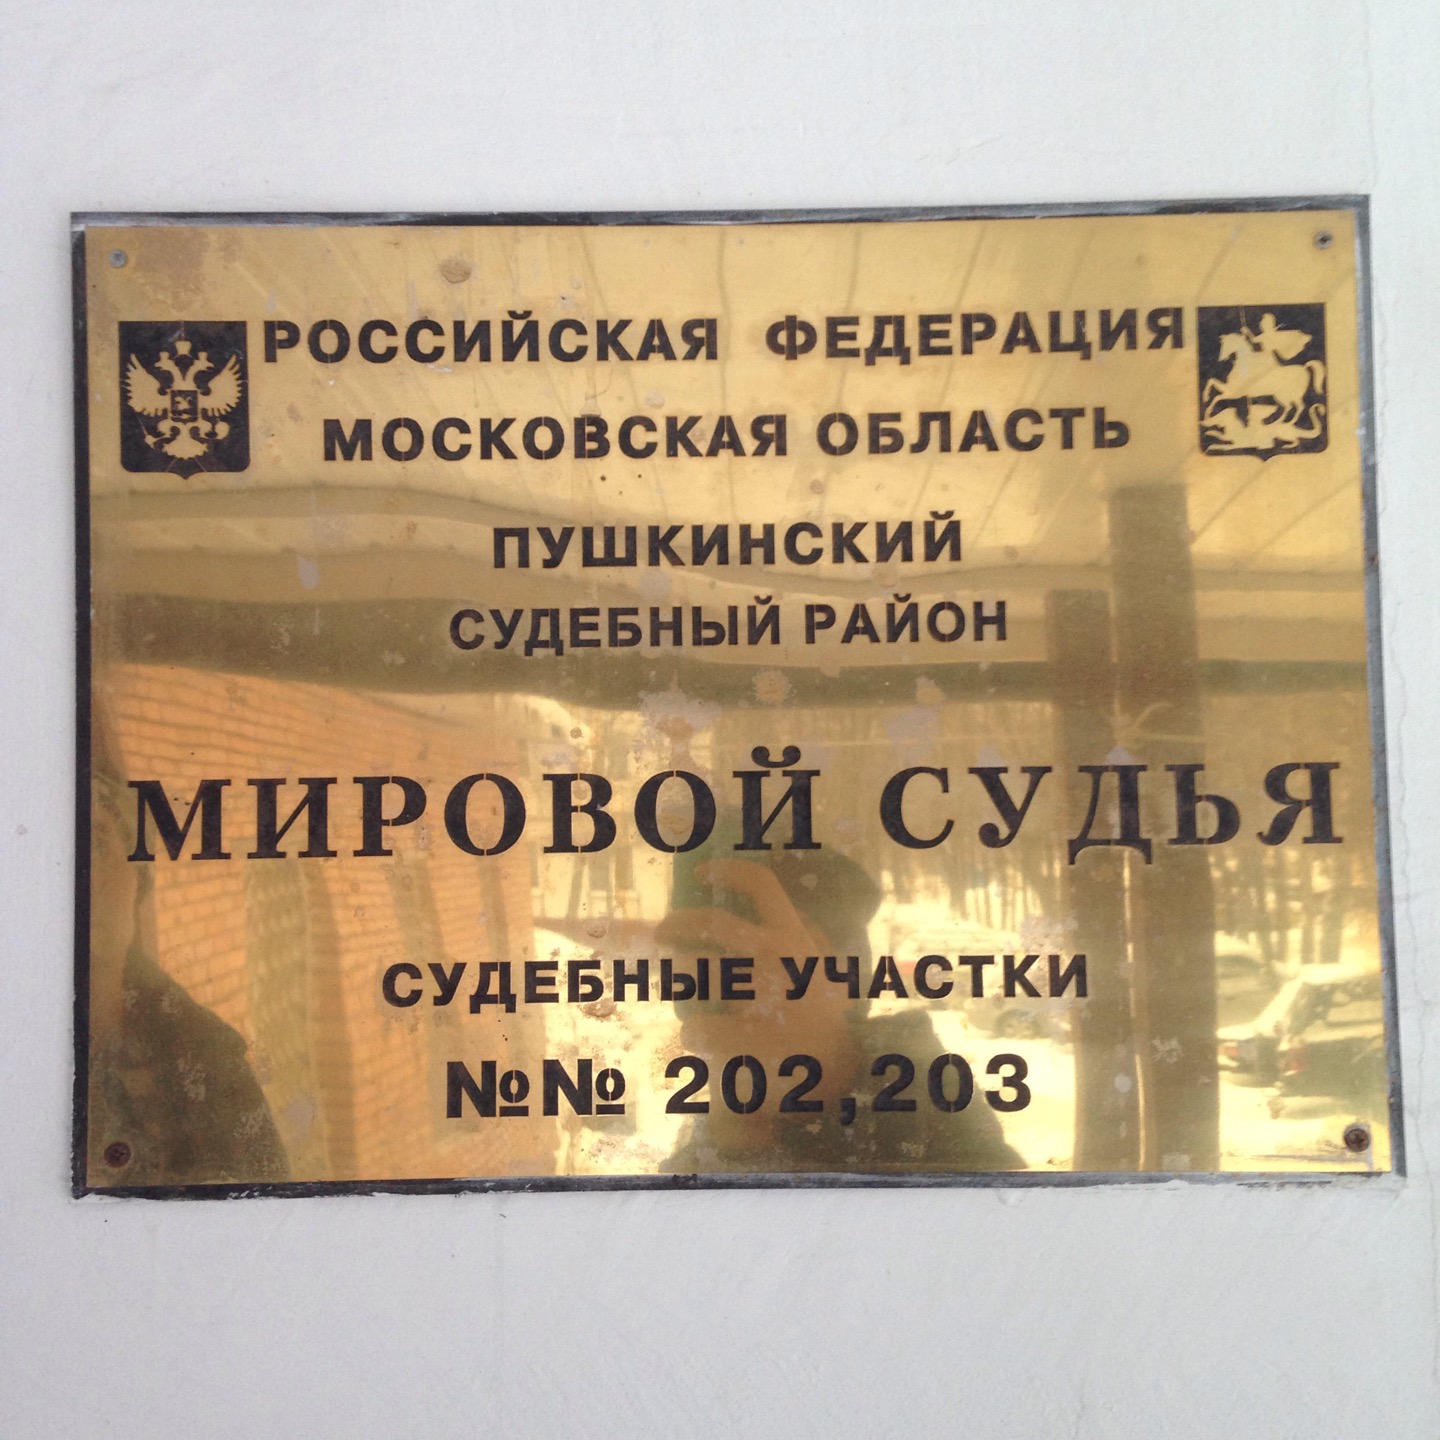 РОССИЙСКАЯ ФЕДЕРАЦИЯ
МОСКОВСКАЯ ОБЛАСТЬ
ПУШКИНСКИЙ
СУДЕБНЫЙ РАЙОН
МИРОВОЙ СУДЬЯ
СУДЕБНЫЕ УЧАСТКИ
№№ 202,203